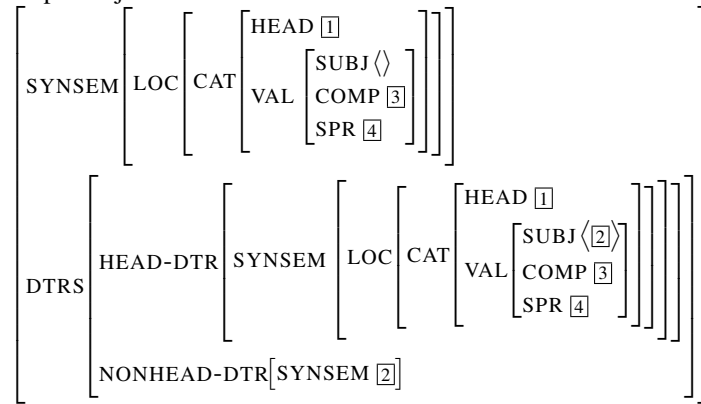 HEAD 1
SUBJ ⟨⟩
SYNSEM LOC CAT VAL COMP 3
SPR 4
HEAD 1
SUBJ ⟨2⟩
DTRS HEAD-DTR SYNSEM LOC CAT VAL COMP 3
SPR 4
NONHEAD-DTR[SYNSEM 2]